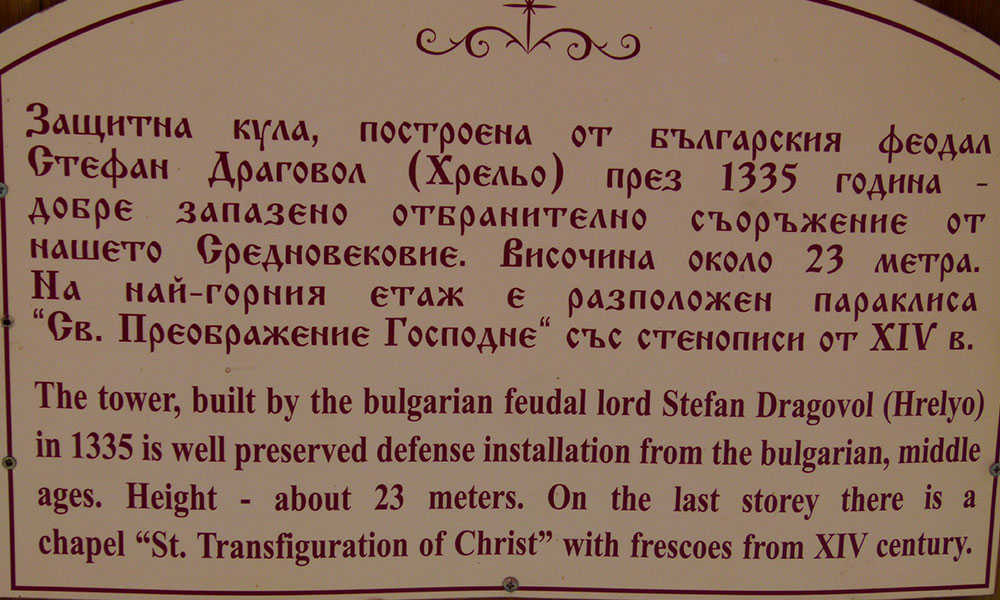 Защитна кула, построена от българския феодал
Стефан Драговол (Хрельо) през 1335 година -
добре запазено отбранително съоръжение от
нашето Средновековие. Височина около 23 метра.
На най-горния етаж е разположен параклиса
“Св. Преображение Господне“ със стенописи от XIV в.
The tower, built by the bulgarian feudal lord Stefan Dragovol (Hrelyo)
in 1335 is well preserved defense installation from the bulgarian, middle
ages. Height - about 23 meters. On the last storey there is a
chapel “St. Transfiguration of Christ” with frescoes from XIV century.